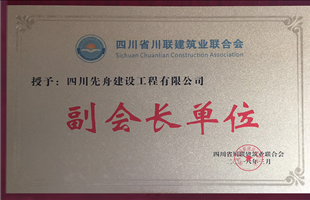 四川省川联建筑业联合会
Sichuan Chuanlian Construction Association
授予：四川先舟建设工程有限公司
副会长单位
四川省川联建筑业联合会